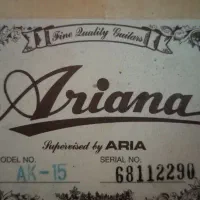 Fine Quality Guitars
Ariana
Supervised by ARIA
MODEL NO. SERIAL NO.
AK-15 68112290